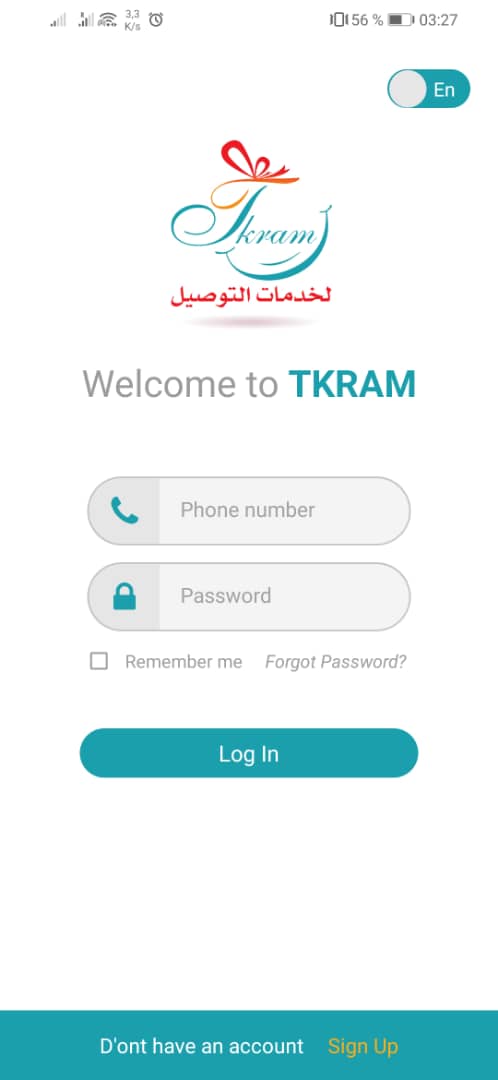 3,3
K/s
56 % 03:27
En
Tkram
لخدمات التوصيل
Welcome to TKRAM
Phone number
Password
Remember me Forgot Password?
Log In
D'ont have an account Sign Up